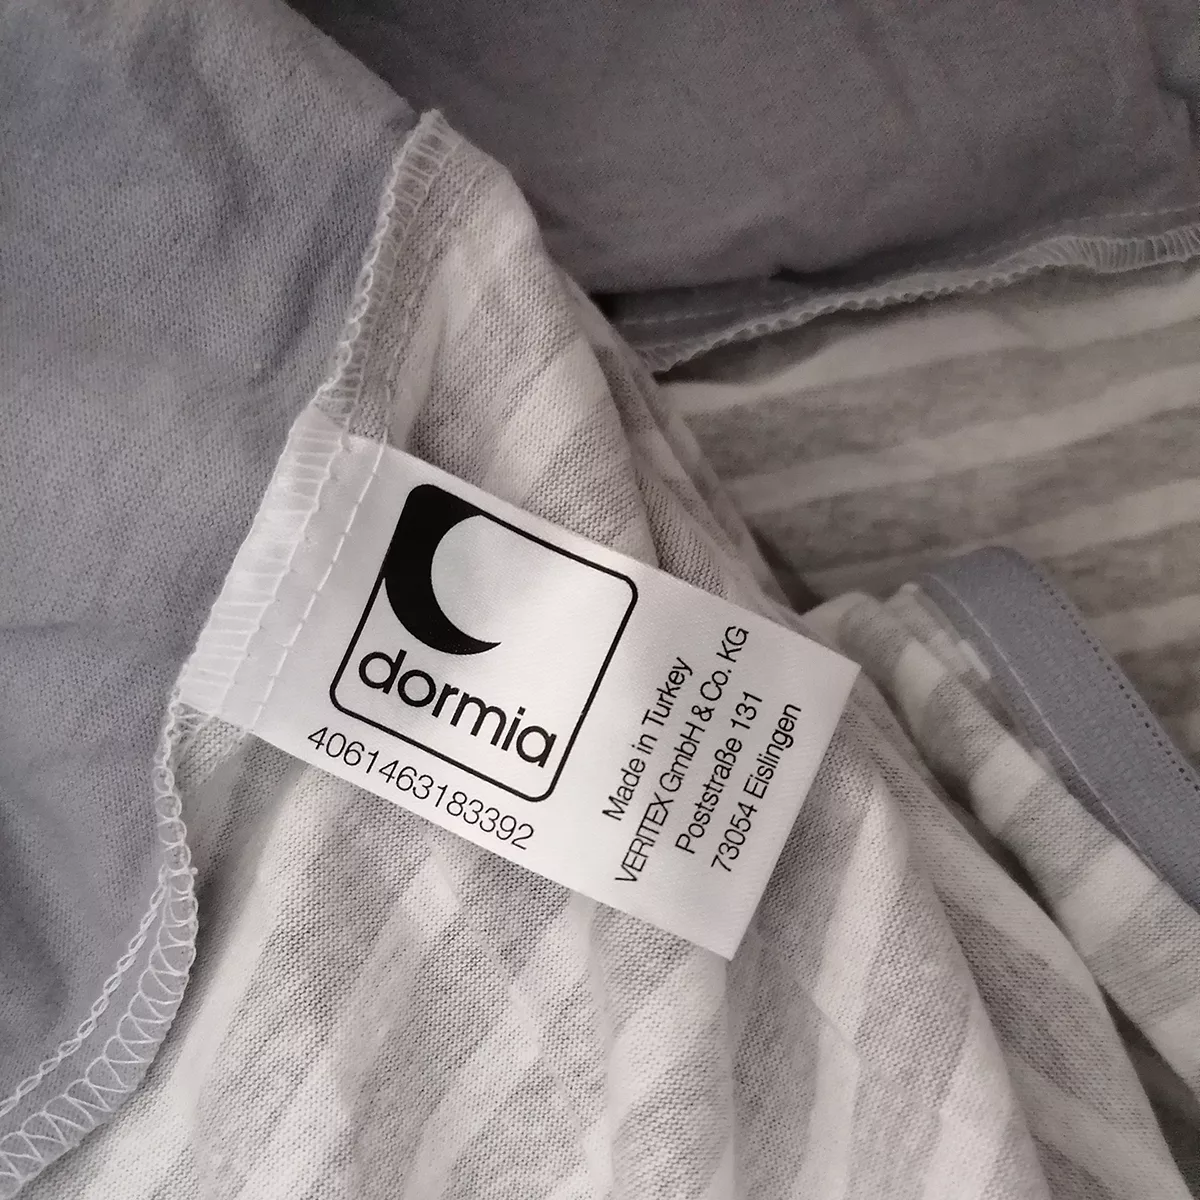 dormia
4061463183392
Made in Turkey
VERITEX GmbH & Co. KG
Poststraße 131
73054 Eislingen